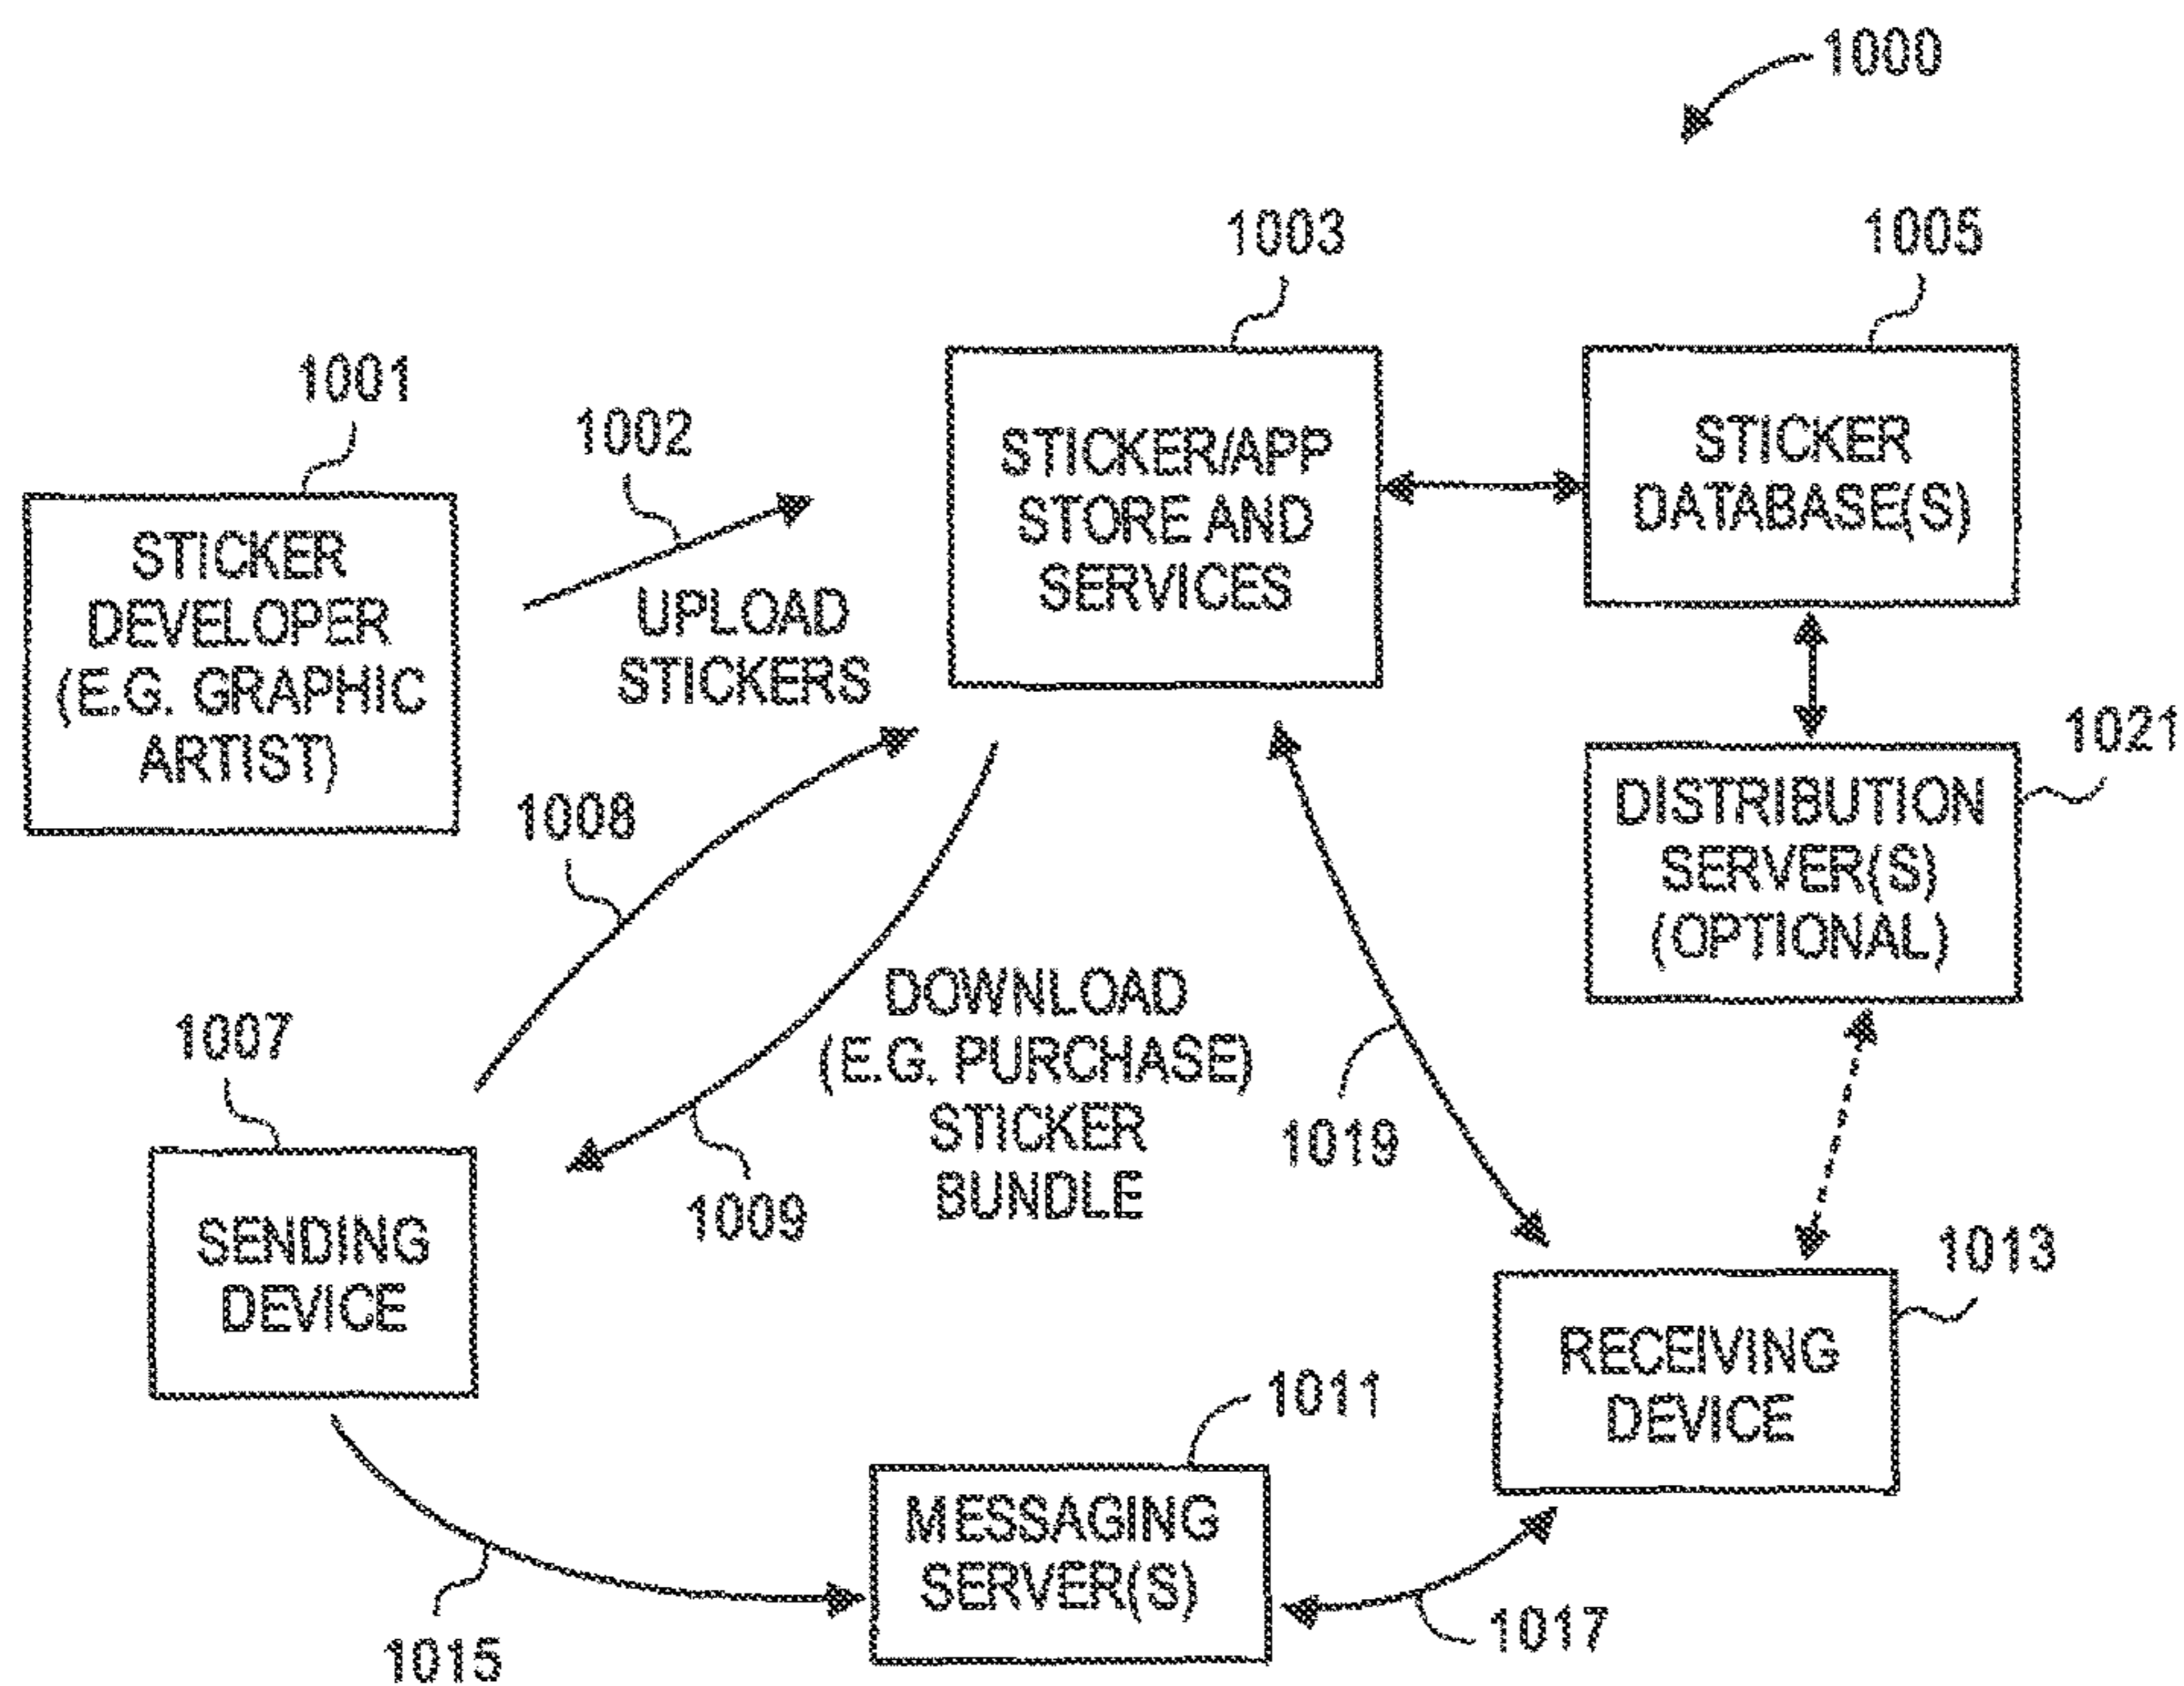 1000
1003
1005
1001
1002
STICKER
DEVELOPER
(E.G. GRAPHIC
ARTIST)
UPLOAD
STICKERS
STICKER/APP
STORE AND
SERVICES
STICKER
DATABASE(S)
1021
DISTRIBUTION
SERVER(S)
(OPTIONAL)
1008
DOWNLOAD
(E.G. PURCHASE)
STICKER
BUNDLE
1007
1009
1019
SENDING
DEVICE
1013
RECEIVING
DEVICE
1011
MESSAGING
SERVER(S)
1015
1017